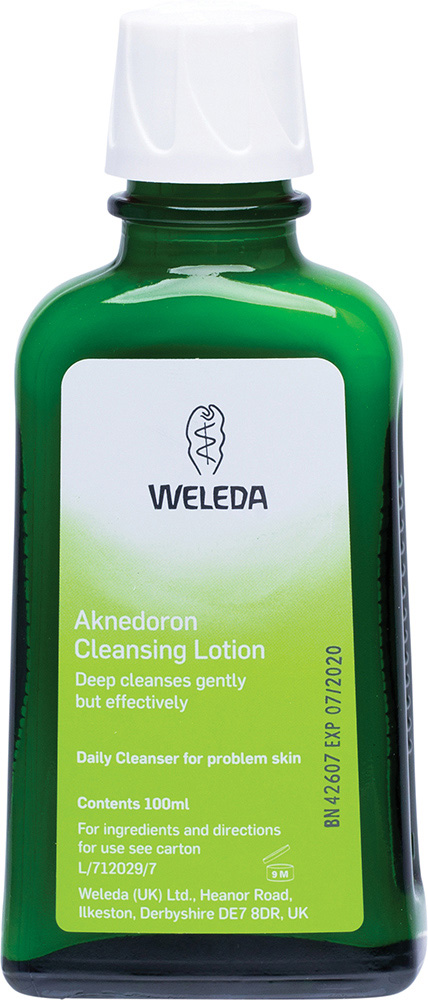 WELEDA
Aknedoron
Cleansing Lotion
Deep cleanses gently
but effectively
Daily Cleanser for problem skin
Contents 100ml
For ingredients and directions
for use see carton
L/712029/7
9 M
Weleda (UK) Ltd., Heanor Road,
Ilkeston, Derbyshire DE7 8DR, UK
BN 42607 EXP 07/2020